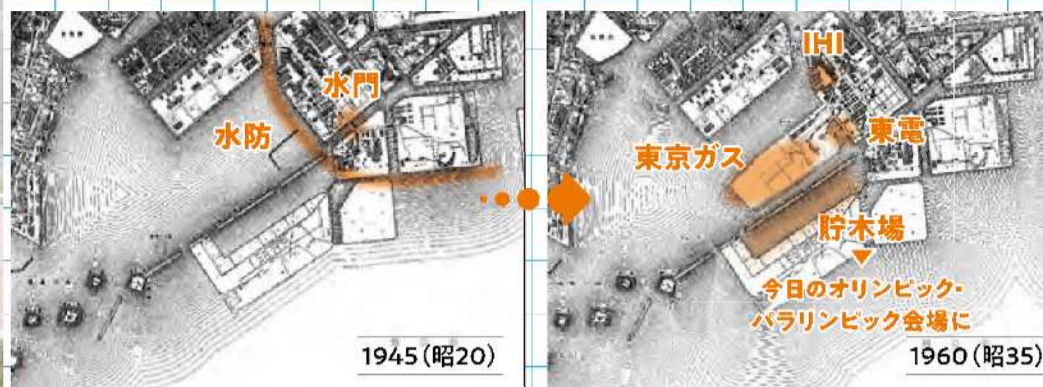 水門
水防
1945(昭20)
IHI
東電
東京ガス
貯木場
▼
今日のオリンピック・
パラリンピック会場に
1960(昭35)